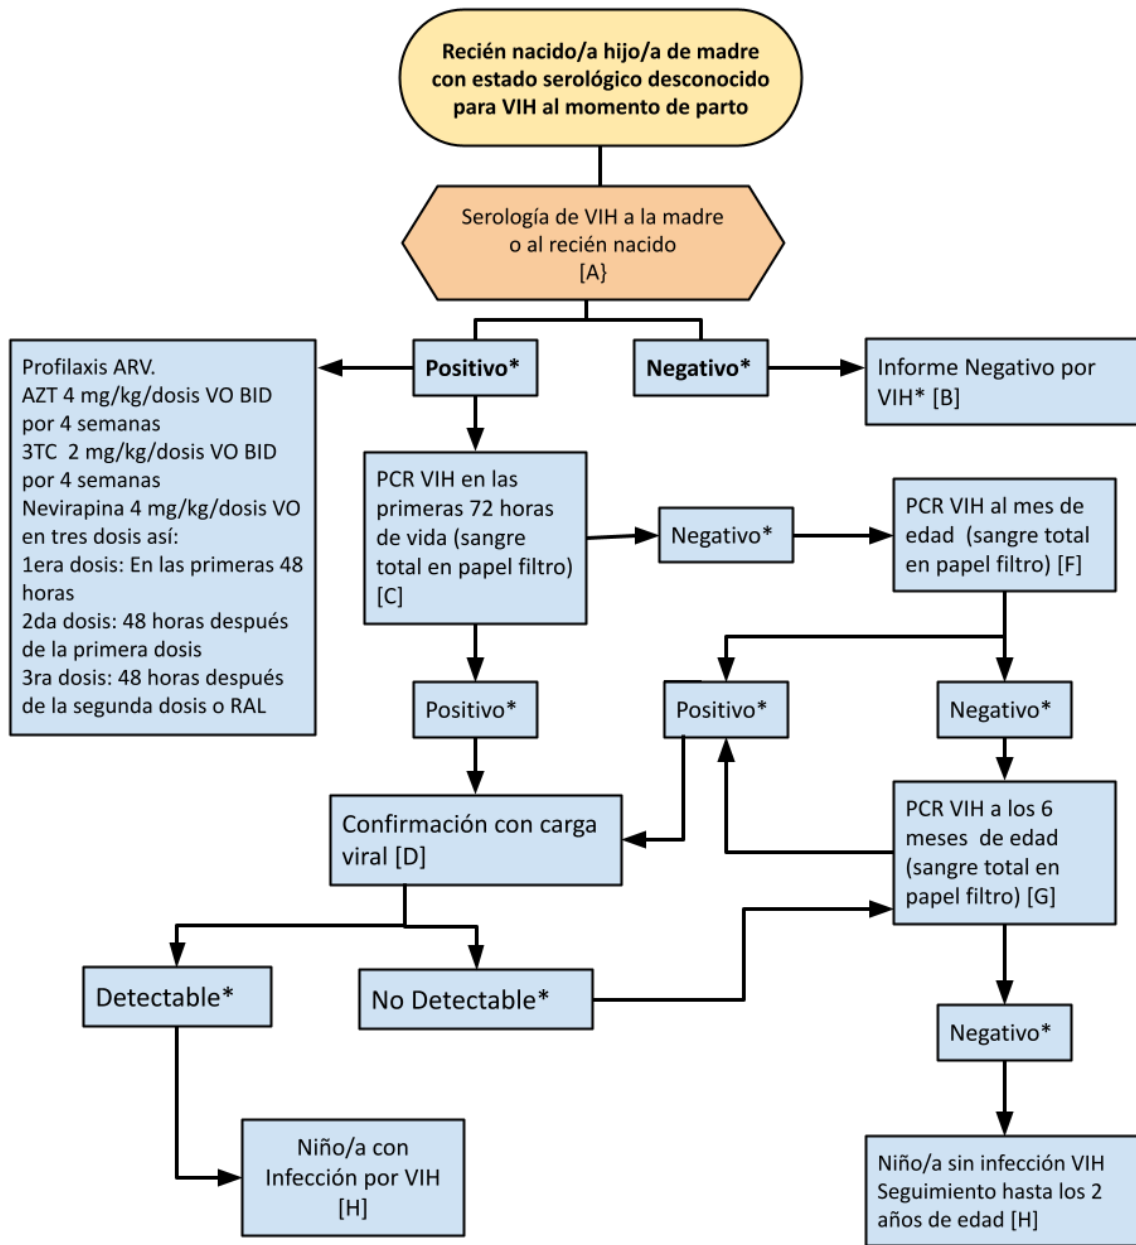 Recién nacido/a hijo/a de madre
con estado serológico desconocido
para VIH al momento de parto
Serología de VIH a la madre
o al recién nacido
[A}
Profilaxis ARV.
AZT 4 mg/kg/dosis VO BID
por 4 semanas
3TC 2 mg/kg/dosis VO BID
por 4 semanas
Nevirapina 4 mg/kg/dosis VO
en tres dosis así:
1era dosis: En las primeras 48
horas
2da dosis: 48 horas después
de la primera dosis
3ra dosis: 48 horas después
de la segunda dosis o RAL
Positivo*
Negativo*
Informe Negativo por
VIH* [B]
PCR VIH en las
primeras 72 horas
de vida (sangre
total en papel filtro)
[C]
Negativo*
PCR VIH al mes de
edad (sangre total
en papel filtro) [F]
Positivo*
Positivo*
Negativo*
Confirmación con carga
viral [D]
PCR VIH a los 6
meses de edad
(sangre total en
papel filtro) [G]
Detectable*
No Detectable*
Negativo*
Niño/a con
Infección por VIH
[H]
Niño/a sin infección VIH
Seguimiento hasta los 2
años de edad [H]